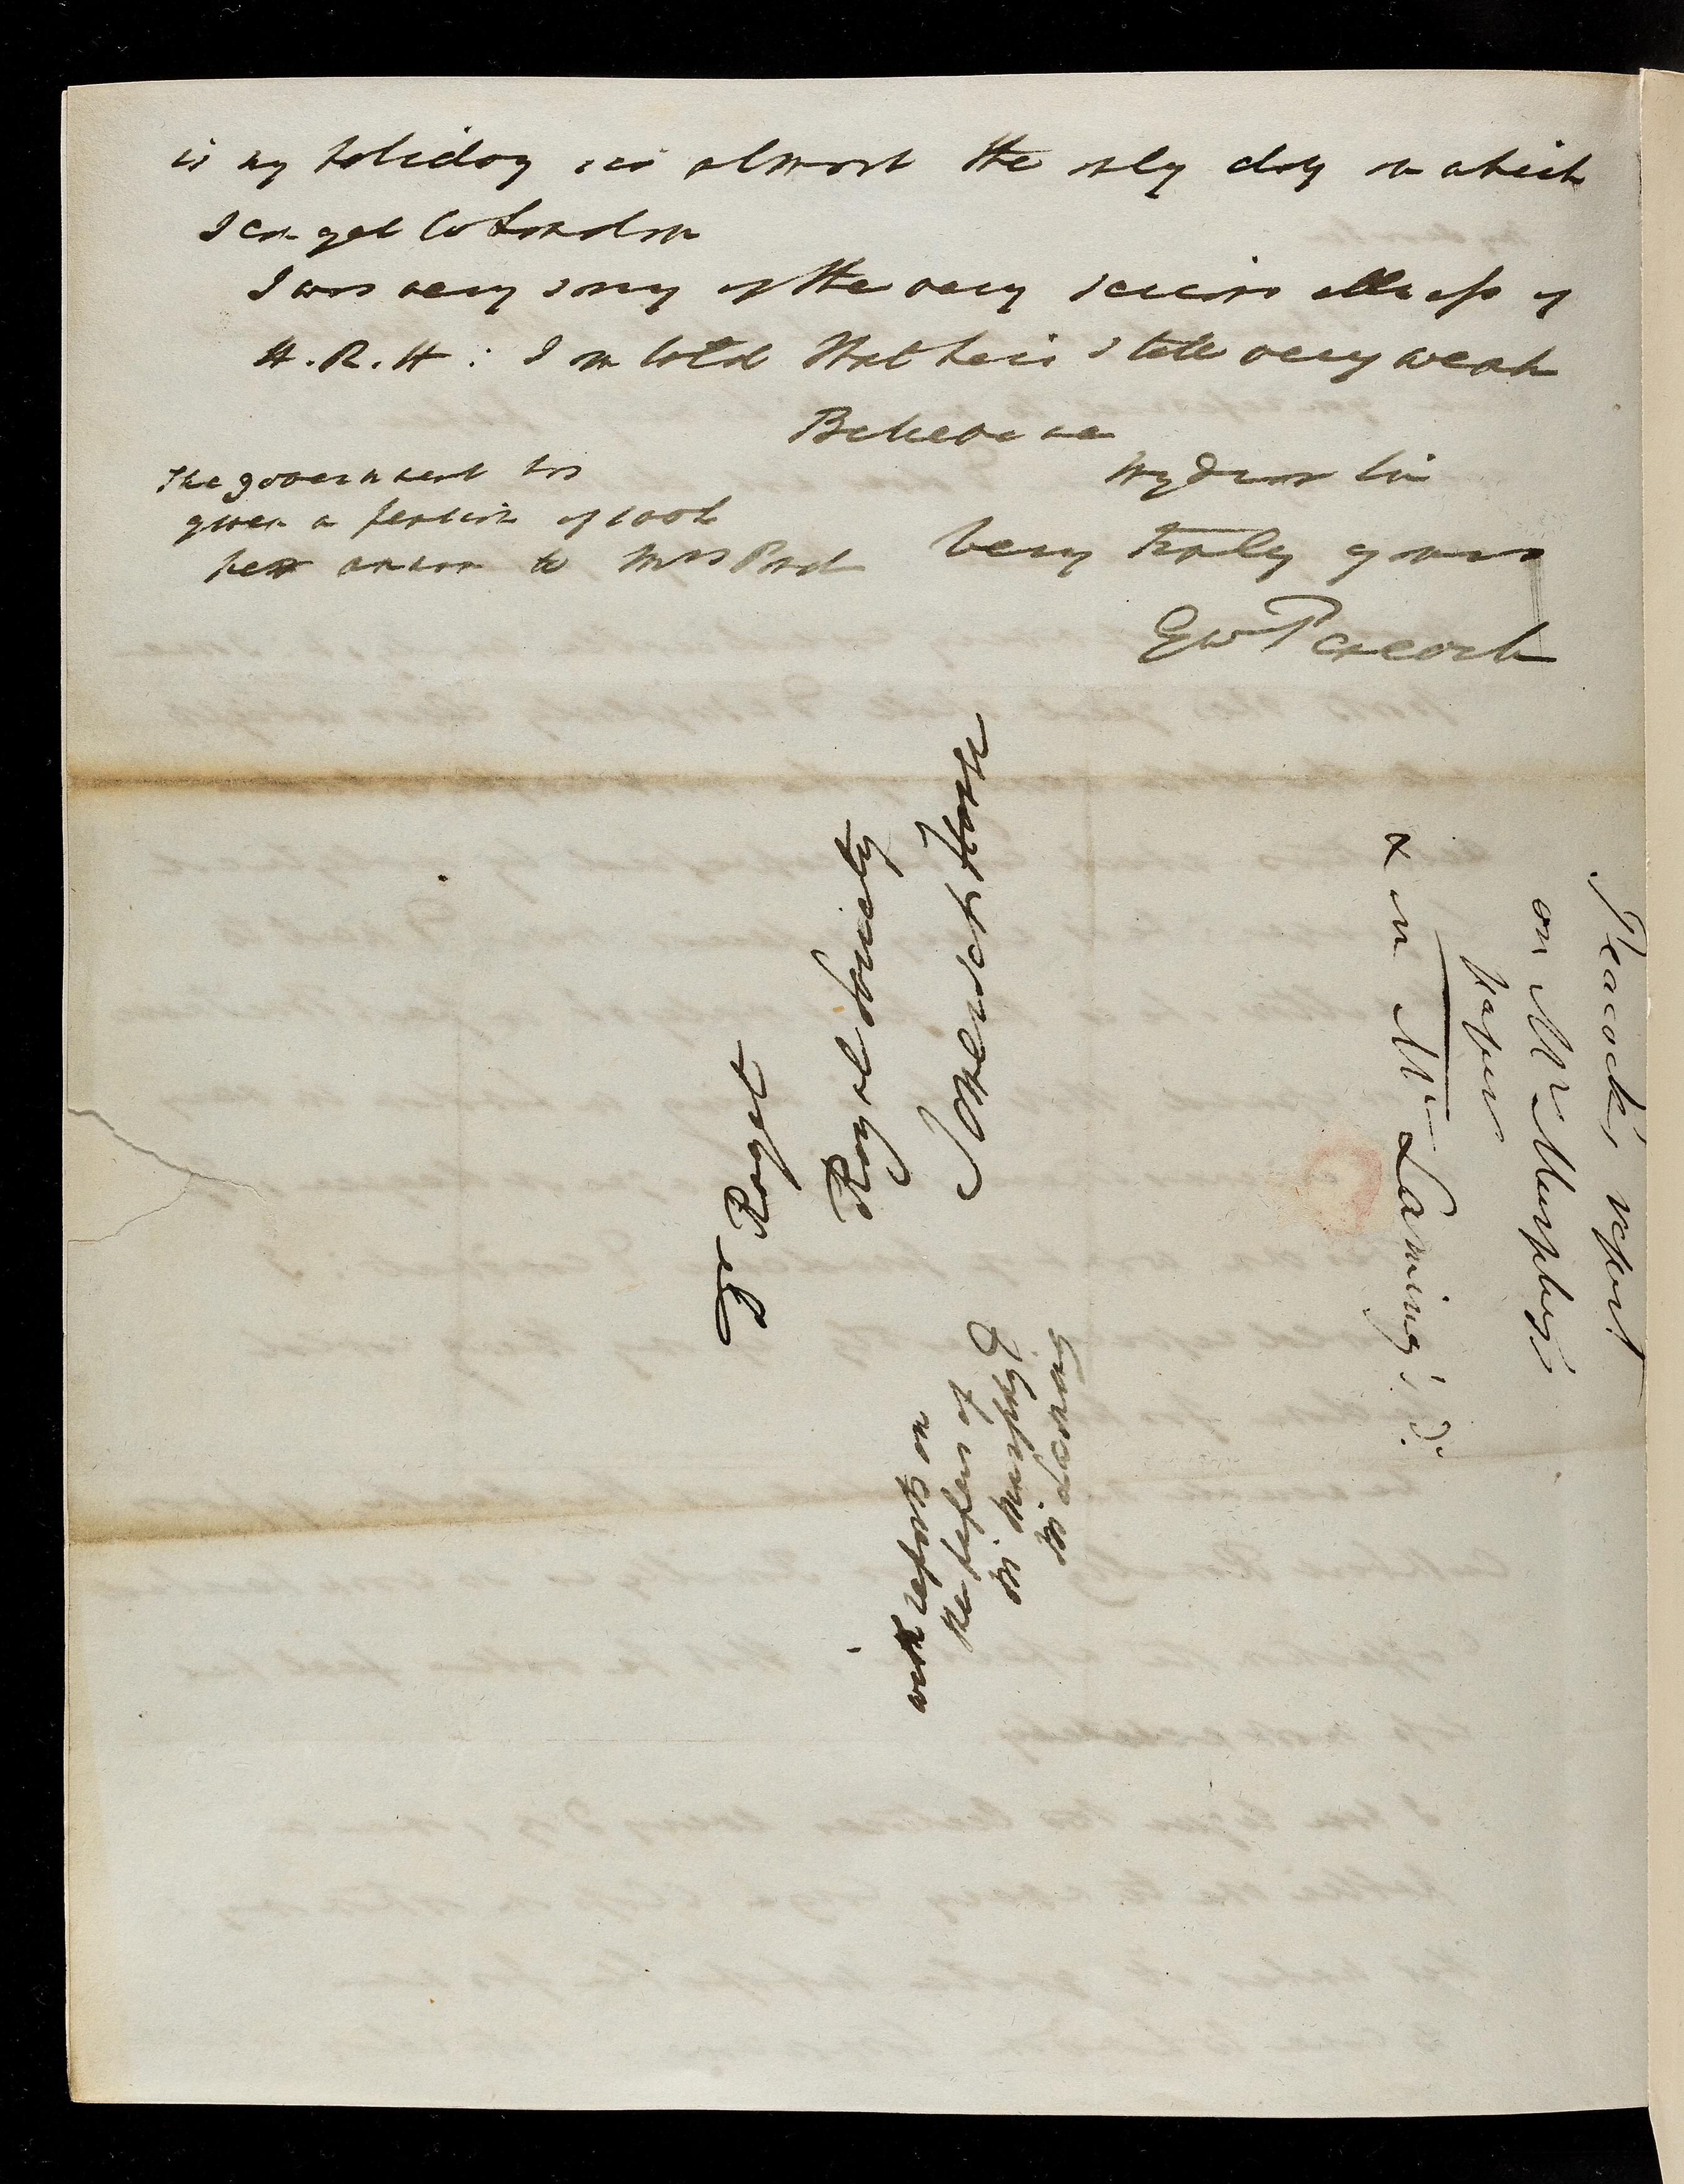 is my holiday & is almost the only day on which
I can get to London
I was very sorry of the very serious illness of
H.R.H: I am told that he is still very weak
Believe me
My dear Sir
Very truly yours
Geo Peacock
The government has
given a pension of 100£
per annum to Mrs Pond
Dr Roget
Royal Society
Somerset House
with reports on
the papers of
Mr Murphy &
Mr Laming
Peacock's report
on Mr Murphy's
paper
& on Mr Laming's Do.